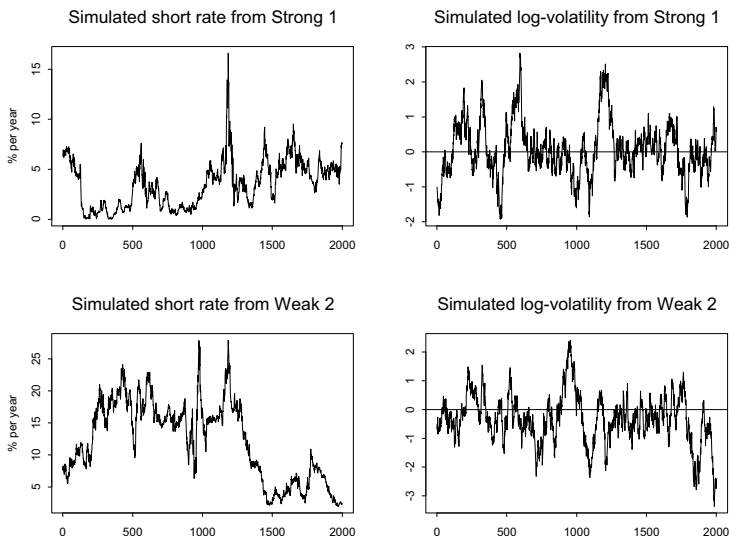 Simulated short rate from Strong 1
% per year
15
10
5
0
0 500 1000 1500 2000
Simulated log-volatility from Strong 1
3
2
1
0
-1
-2
0 500 1000 1500 2000
Simulated short rate from Weak 2
% per year
25
20
15
10
5
0 500 1000 1500 2000
Simulated log-volatility from Weak 2
2
1
0
-1
-2
-3
0 500 1000 1500 2000